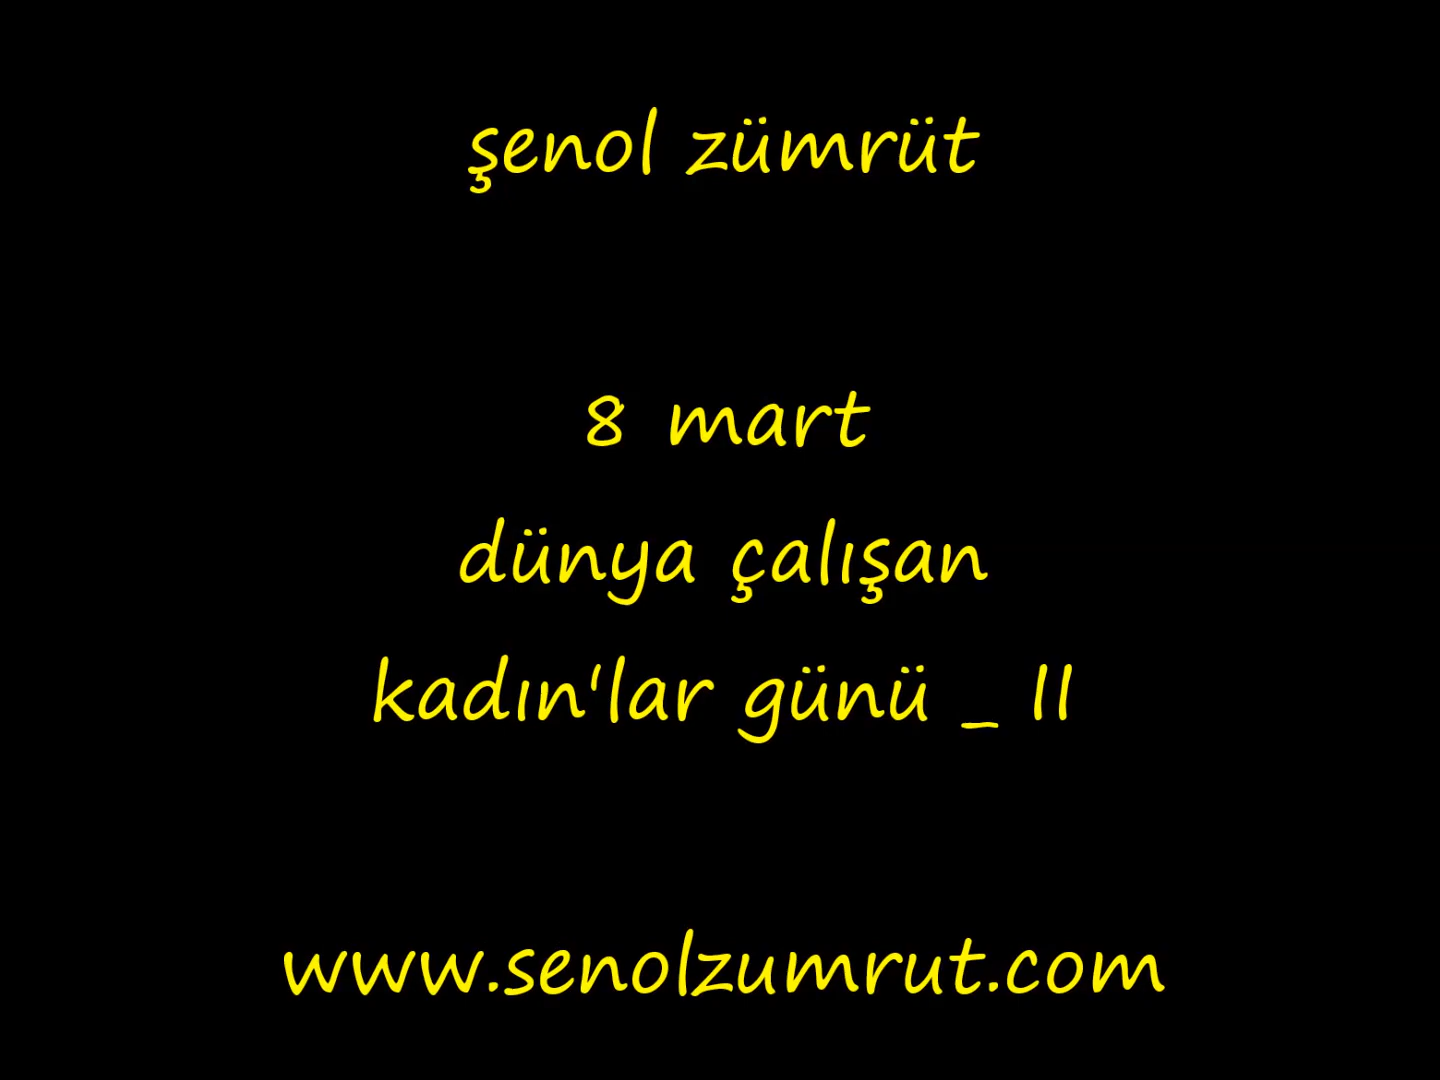 şenol zümrüt
8 mart
dünya çalışan
kadın'lar günü _ II
www.senolzumrut.com